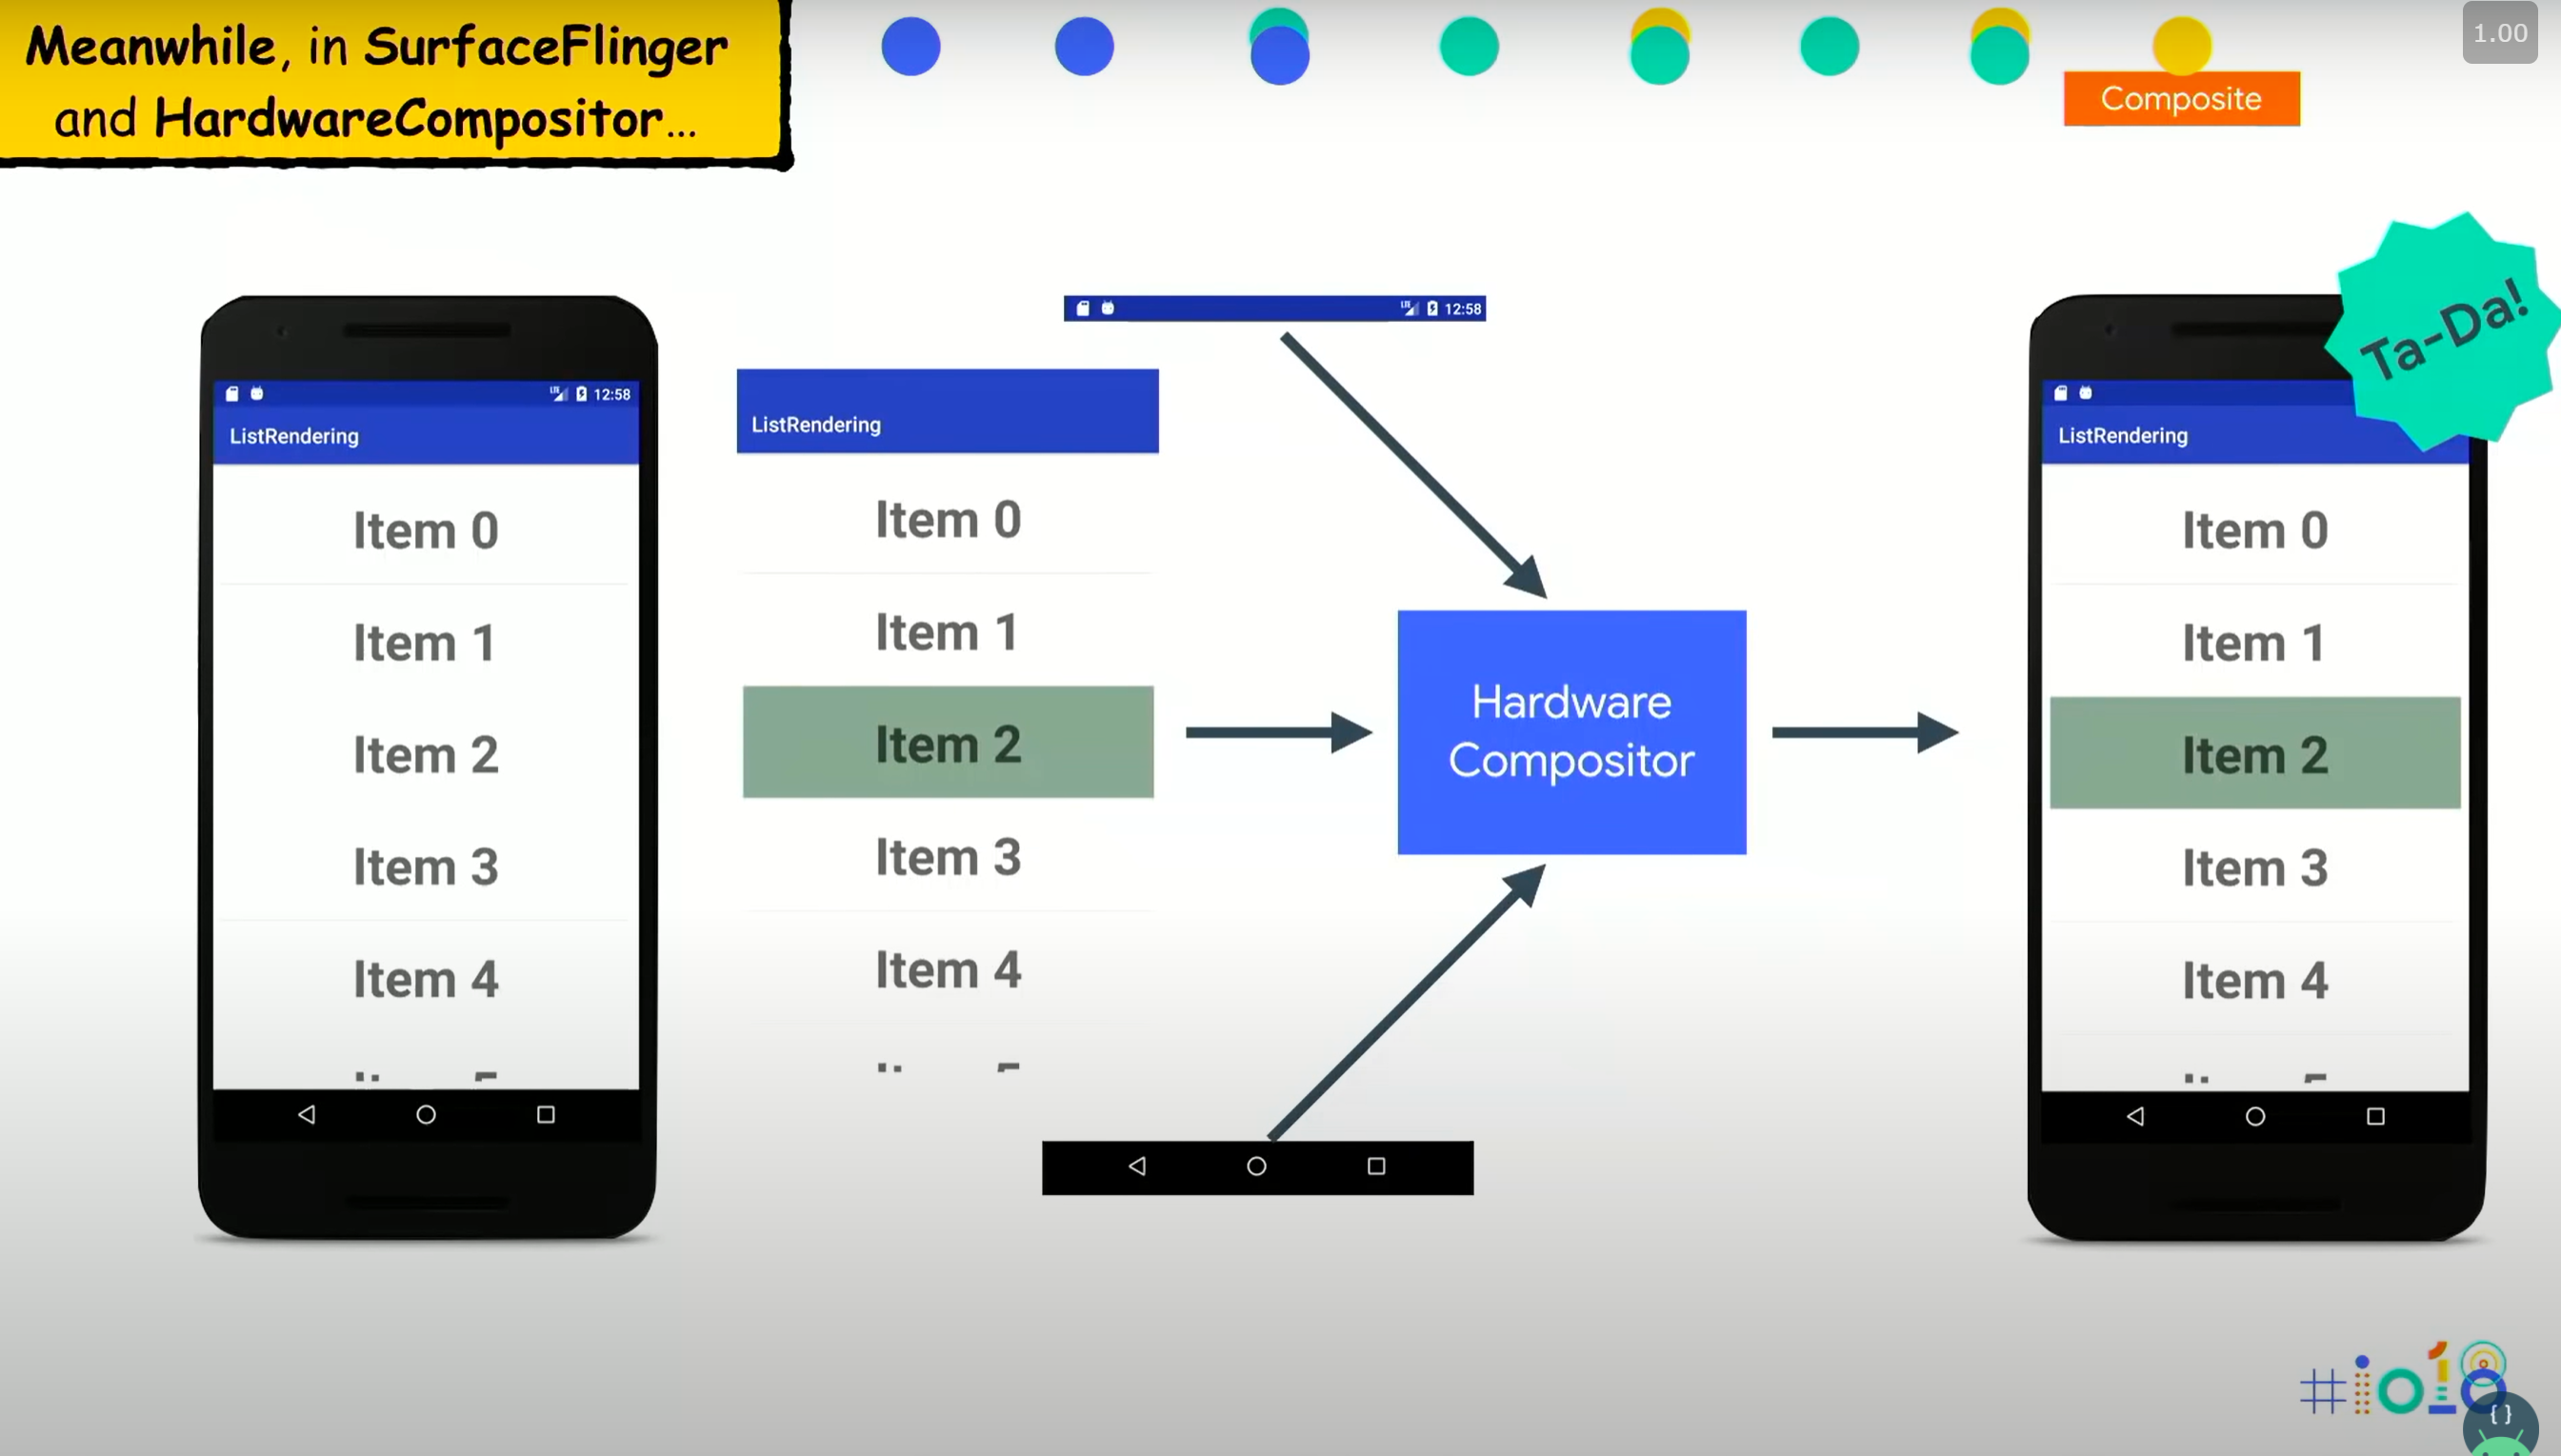 Meanwhile, in SurfaceFlinger
and HardwareCompositor...
Composite
1.00
Ta-Da!
LTE 12:58
ListRendering
Item 0
Item 1
Item 2
Item 3
Item 4
LTE 12:58
ListRendering
Item 0
Item 1
Item 2
Item 3
Item 4
Hardware
Compositor
ListRendering
Item 0
Item 1
Item 2
Item 3
Item 4
#io18
{ }